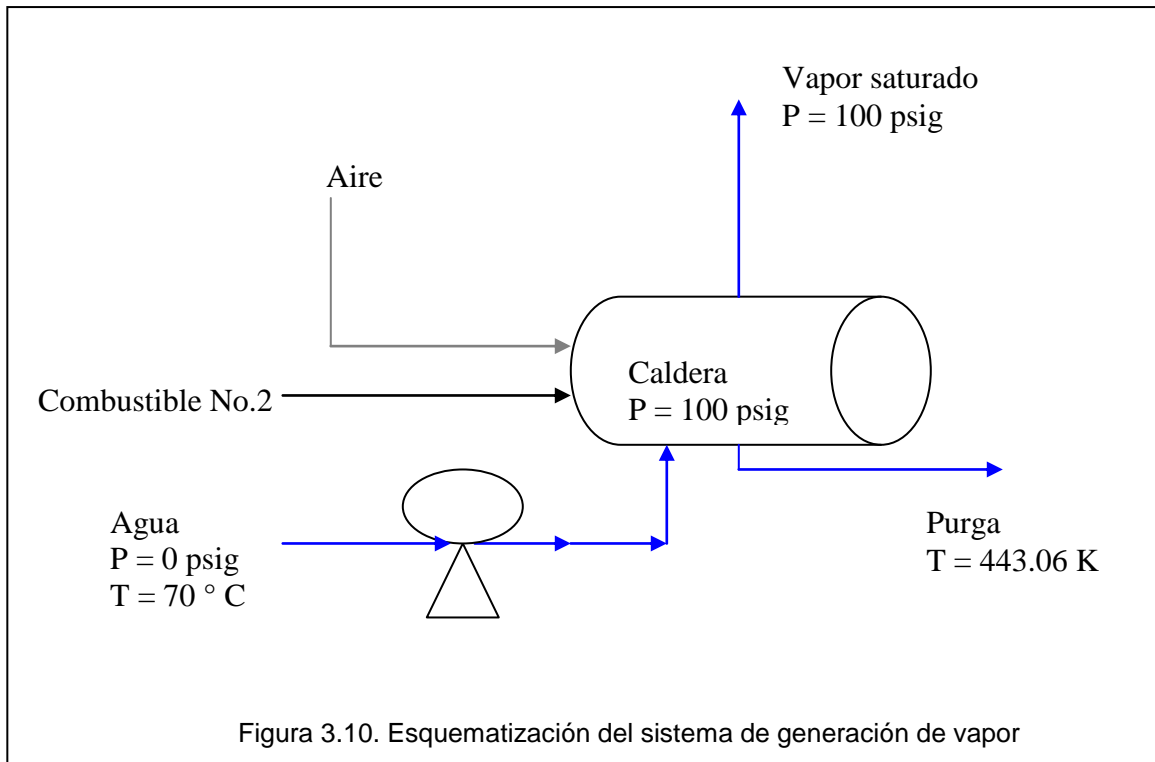 Vapor saturado
P = 100 psig
Aire
Caldera
P = 100 psig
Combustible No.2
Agua
P = 0 psig
T = 70 ° C
Purga
T = 443.06 K
Figura 3.10. Esquematización del sistema de generación de vapor